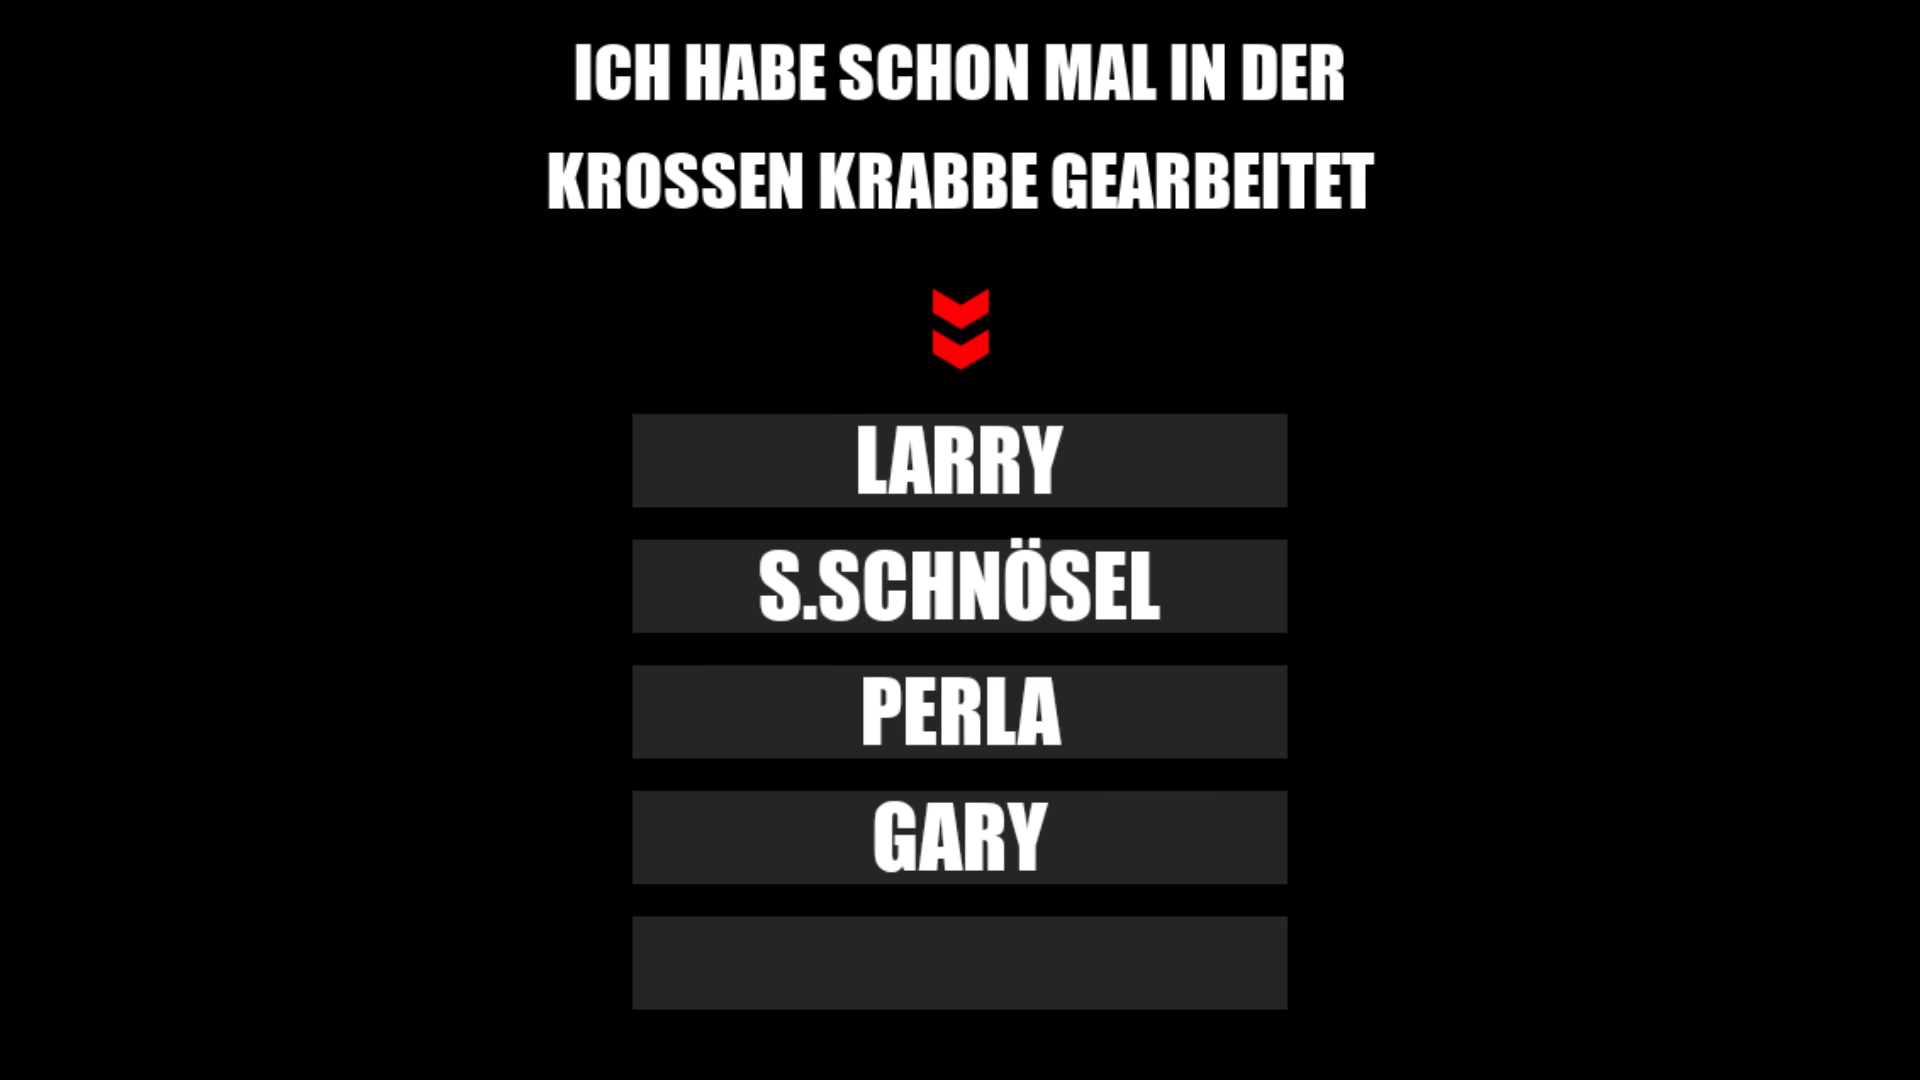 ICH HABE SCHON MAL IN DER
KROSSEN KRABBE GEARBEITET
LARRY
S.SCHNÖSEL
PERLA
GARY